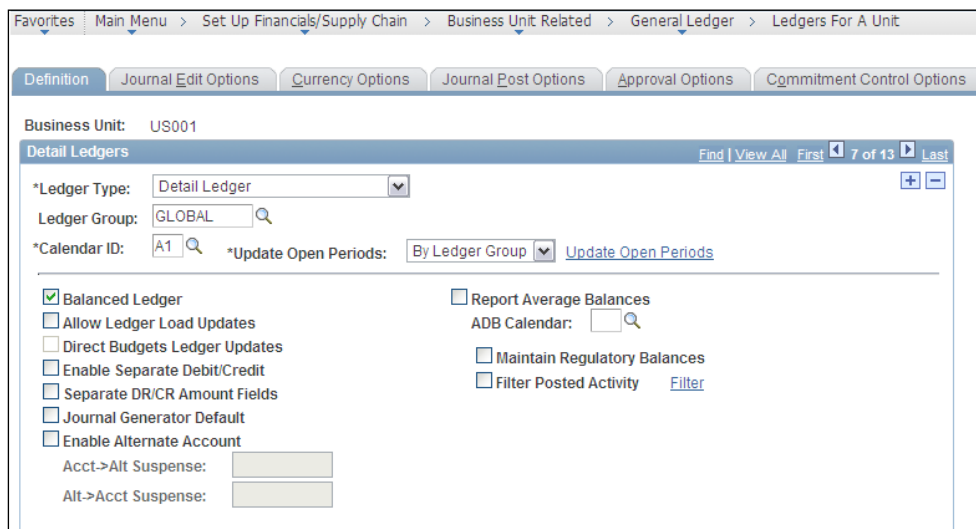 Favorites Main Menu > Set Up Financials/Supply Chain > Business Unit Related > General Ledger > Ledgers For A Unit
Definition Journal Edit Options Currency Options Journal Post Options Approval Options Commitment Control Options
Business Unit: US001
Detail Ledgers Find | View All First 7 of 13 Last
*Ledger Type: Detail Ledger
Ledger Group: GLOBAL
*Calendar ID: A1 *Update Open Periods: By Ledger Group Update Open Periods
Balanced Ledger Report Average Balances
Allow Ledger Load Updates ADB Calendar:
Direct Budgets Ledger Updates
Maintain Regulatory Balances
Enable Separate Debit/Credit
Filter Posted Activity Filter
Separate DR/CR Amount Fields
Journal Generator Default
Enable Alternate Account
Acct->Alt Suspense:
Alt->Acct Suspense: